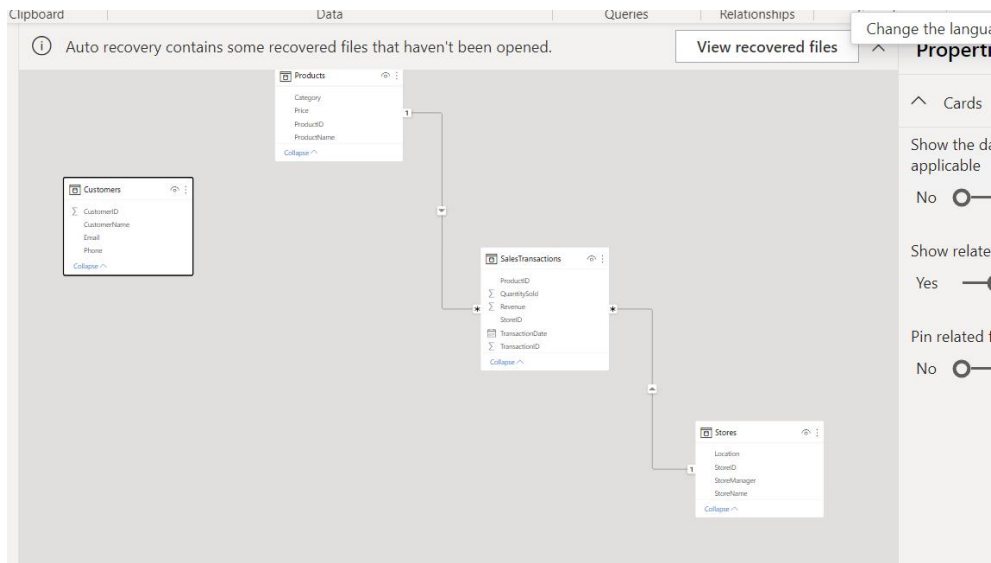 Clipboard Data Queries Relationships
Change the langua
Auto recovery contains some recovered files that haven't been opened. View recovered files
Properti
Cards
Show the da
applicable
No
Show relate
Yes
Pin related f
No
Products
Category
Price
ProductID
ProductName
Collapse
1
Customers
CustomerID
CustomerName
Email
Phone
Collapse
SalesTransactions
ProductID
QuantitySold
Revenue
StoreID
TransactionDate
TransactionID
Collapse
*
*
Stores
Location
StoreID
StoreManager
StoreName
Collapse
1